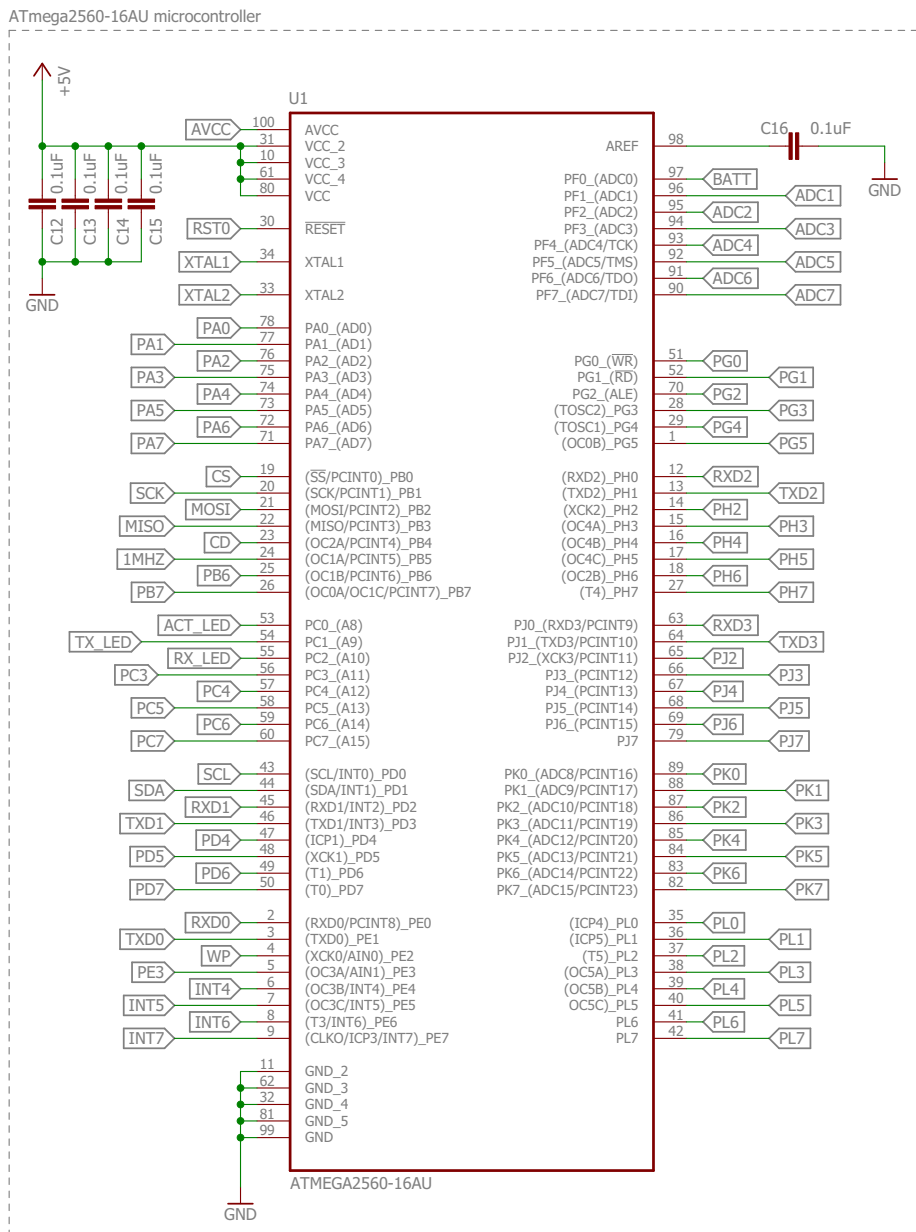 ATmega2560-16AU microcontroller
+5V
0.1uF
C12
0.1uF
C13
0.1uF
C14
0.1uF
C15
GND
U1
AVCC 100 AVCC
31 VCC_2
10 VCC_3
61 VCC_4
80 VCC
RST0 30 RESET
XTAL1 34 XTAL1
XTAL2 33 XTAL2
PA0 78 PA0_(AD0)
PA1 77 PA1_(AD1)
PA2 76 PA2_(AD2)
PA3 75 PA3_(AD3)
PA4 74 PA4_(AD4)
PA5 73 PA5_(AD5)
PA6 72 PA6_(AD6)
PA7 71 PA7_(AD7)
CS 19 (SS/PCINT0)_PB0
SCK 20 (SCK/PCINT1)_PB1
MOSI 21 (MOSI/PCINT2)_PB2
MISO 22 (MISO/PCINT3)_PB3
CD 23 (OC2A/PCINT4)_PB4
1MHZ 24 (OC1A/PCINT5)_PB5
PB6 25 (OC1B/PCINT6)_PB6
PB7 26 (OC0A/OC1C/PCINT7)_PB7
ACT_LED 53 PC0_(A8)
TX_LED 54 PC1_(A9)
RX_LED 55 PC2_(A10)
PC3 56 PC3_(A11)
PC4 57 PC4_(A12)
PC5 58 PC5_(A13)
PC6 59 PC6_(A14)
PC7 60 PC7_(A15)
SCL 43 (SCL/INT0)_PD0
SDA 44 (SDA/INT1)_PD1
RXD1 45 (RXD1/INT2)_PD2
TXD1 46 (TXD1/INT3)_PD3
PD4 47 (ICP1)_PD4
PD5 48 (XCK1)_PD5
PD6 49 (T1)_PD6
PD7 50 (T0)_PD7
RXD0 2 (RXD0/PCINT8)_PE0
TXD0 3 (TXD0)_PE1
WP 4 (XCK0/AIN0)_PE2
PE3 5 (OC3A/AIN1)_PE3
INT4 6 (OC3B/INT4)_PE4
INT5 7 (OC3C/INT5)_PE5
INT6 8 (T3/INT6)_PE6
INT7 9 (CLKO/ICP3/INT7)_PE7
11 GND_2
62 GND_3
32 GND_4
81 GND_5
99 GND
GND
AREF 98 C16 0.1uF
GND
PF0_(ADC0) 97 BATT
PF1_(ADC1) 96 ADC1
PF2_(ADC2) 95 ADC2
PF3_(ADC3) 94 ADC3
PF4_(ADC4/TCK) 93 ADC4
PF5_(ADC5/TMS) 92 ADC5
PF6_(ADC6/TDO) 91 ADC6
PF7_(ADC7/TDI) 90 ADC7
PG0_(WR) 51 PG0
PG1_(RD) 52 PG1
PG2_(ALE) 70 PG2
(TOSC2)_PG3 28 PG3
(TOSC1)_PG4 29 PG4
(OC0B)_PG5 1 PG5
(RXD2)_PH0 12 RXD2
(TXD2)_PH1 13 TXD2
(XCK2)_PH2 14 PH2
(OC4A)_PH3 15 PH3
(OC4B)_PH4 16 PH4
(OC4C)_PH5 17 PH5
(OC2B)_PH6 18 PH6
(T4)_PH7 27 PH7
PJ0_(RXD3/PCINT9) 63 RXD3
PJ1_(TXD3/PCINT10) 64 TXD3
PJ2_(XCK3/PCINT11) 65 PJ2
PJ3_(PCINT12) 66 PJ3
PJ4_(PCINT13) 67 PJ4
PJ5_(PCINT14) 68 PJ5
PJ6_(PCINT15) 69 PJ6
PJ7 79 PJ7
PK0_(ADC8/PCINT16) 89 PK0
PK1_(ADC9/PCINT17) 88 PK1
PK2_(ADC10/PCINT18) 87 PK2
PK3_(ADC11/PCINT19) 86 PK3
PK4_(ADC12/PCINT20) 85 PK4
PK5_(ADC13/PCINT21) 84 PK5
PK6_(ADC14/PCINT22) 83 PK6
PK7_(ADC15/PCINT23) 82 PK7
(ICP4)_PL0 35 PL0
(ICP5)_PL1 36 PL1
(T5)_PL2 37 PL2
(OC5A)_PL3 38 PL3
(OC5B)_PL4 39 PL4
OC5C)_PL5 40 PL5
PL6 41 PL6
PL7 42 PL7
ATMEGA2560-16AU